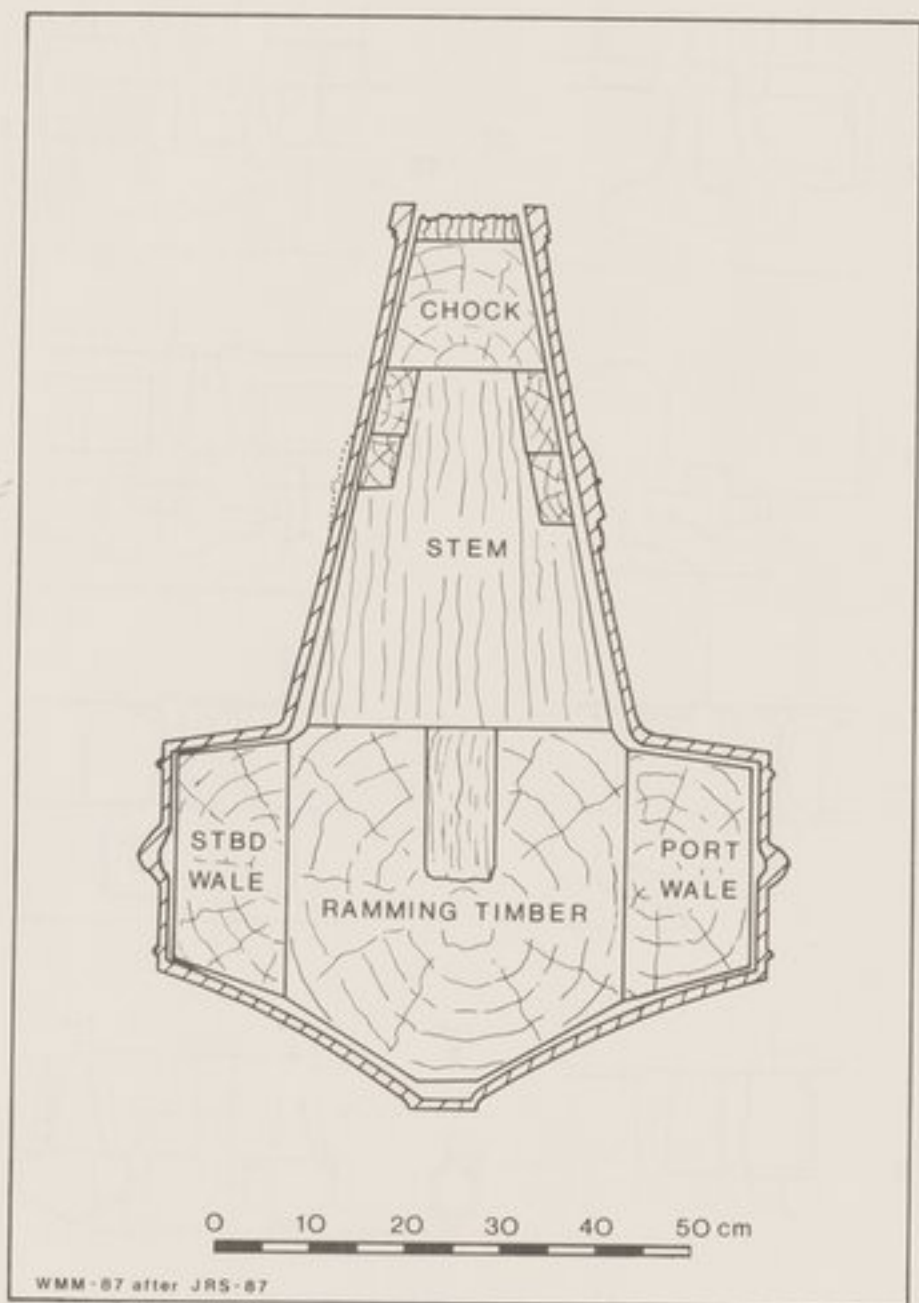 CHOCK
STEM
STBD
WALE
PORT
WALE
RAMMING TIMBER
0 10 20 30 40 50 cm
WMM-87 after JRS-87